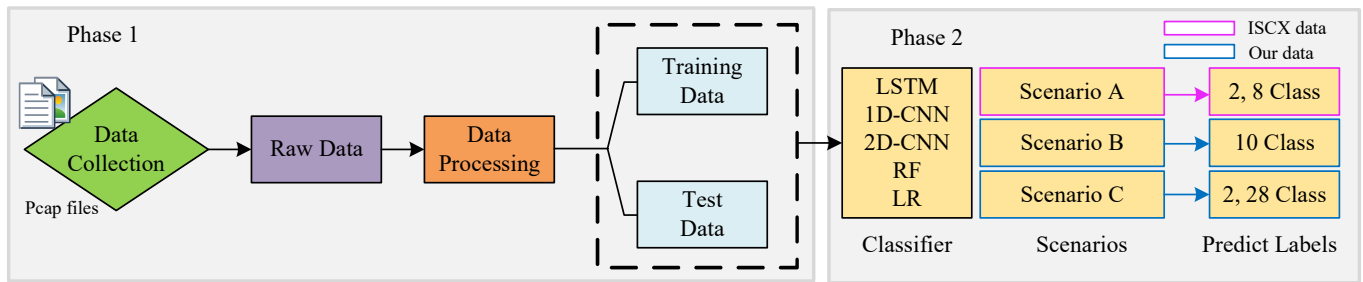 Phase 1
Data
Collection
Pcap files
Raw Data
Data
Processing
Training
Data
Test
Data
Phase 2
ISCX data
Our data
LSTM
1D-CNN
2D-CNN
RF
LR
Classifier
Scenario A
Scenario B
Scenario C
Scenarios
2, 8 Class
10 Class
2, 28 Class
Predict Labels